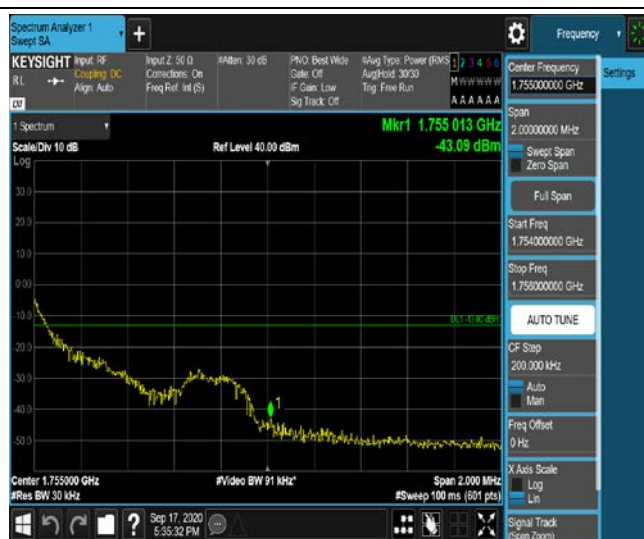 Spectrum Analyzer 1
Swept SA
+
Frequency
KEYSIGHT
RL
Input: RF
Coupling: DC
Align: Auto
Input Z: 50 Ω
Corrections: On
Freq Ref: Int (S)
#Atten: 30 dB
PNO: Best Wide
Gate: Off
IF Gain: Low
Sig Track: Off
#Avg Type: Power (RMS
Avg|Hold: 30/30
Trig: Free Run
1 2 3 4 5 6
M W W W W W
A A A A A A
1 Spectrum
Scale/Div 10 dB
Ref Level 40.00 dBm
Mkr1 1.755 013 GHz
-43.09 dBm
Log
30.0
20.0
10.0
0.00
-10.0
DL1 -13.00 dBm
-20.0
-30.0
-40.0
1
-50.0
Center 1.755000 GHz
#Video BW 91 kHz*
Span 2.000 MHz
#Res BW 30 kHz
#Sweep 100 ms (601 pts)
?
Sep 17, 2020
5:35:32 PM
Center Frequency
1.755000000 GHz
Settings
Span
2.00000000 MHz
Swept Span
Zero Span
Full Span
Start Freq
1.754000000 GHz
Stop Freq
1.756000000 GHz
AUTO TUNE
CF Step
200.000 kHz
Auto
Man
Freq Offset
0 Hz
X Axis Scale
Log
Lin
Signal Track
(Span Zoom)